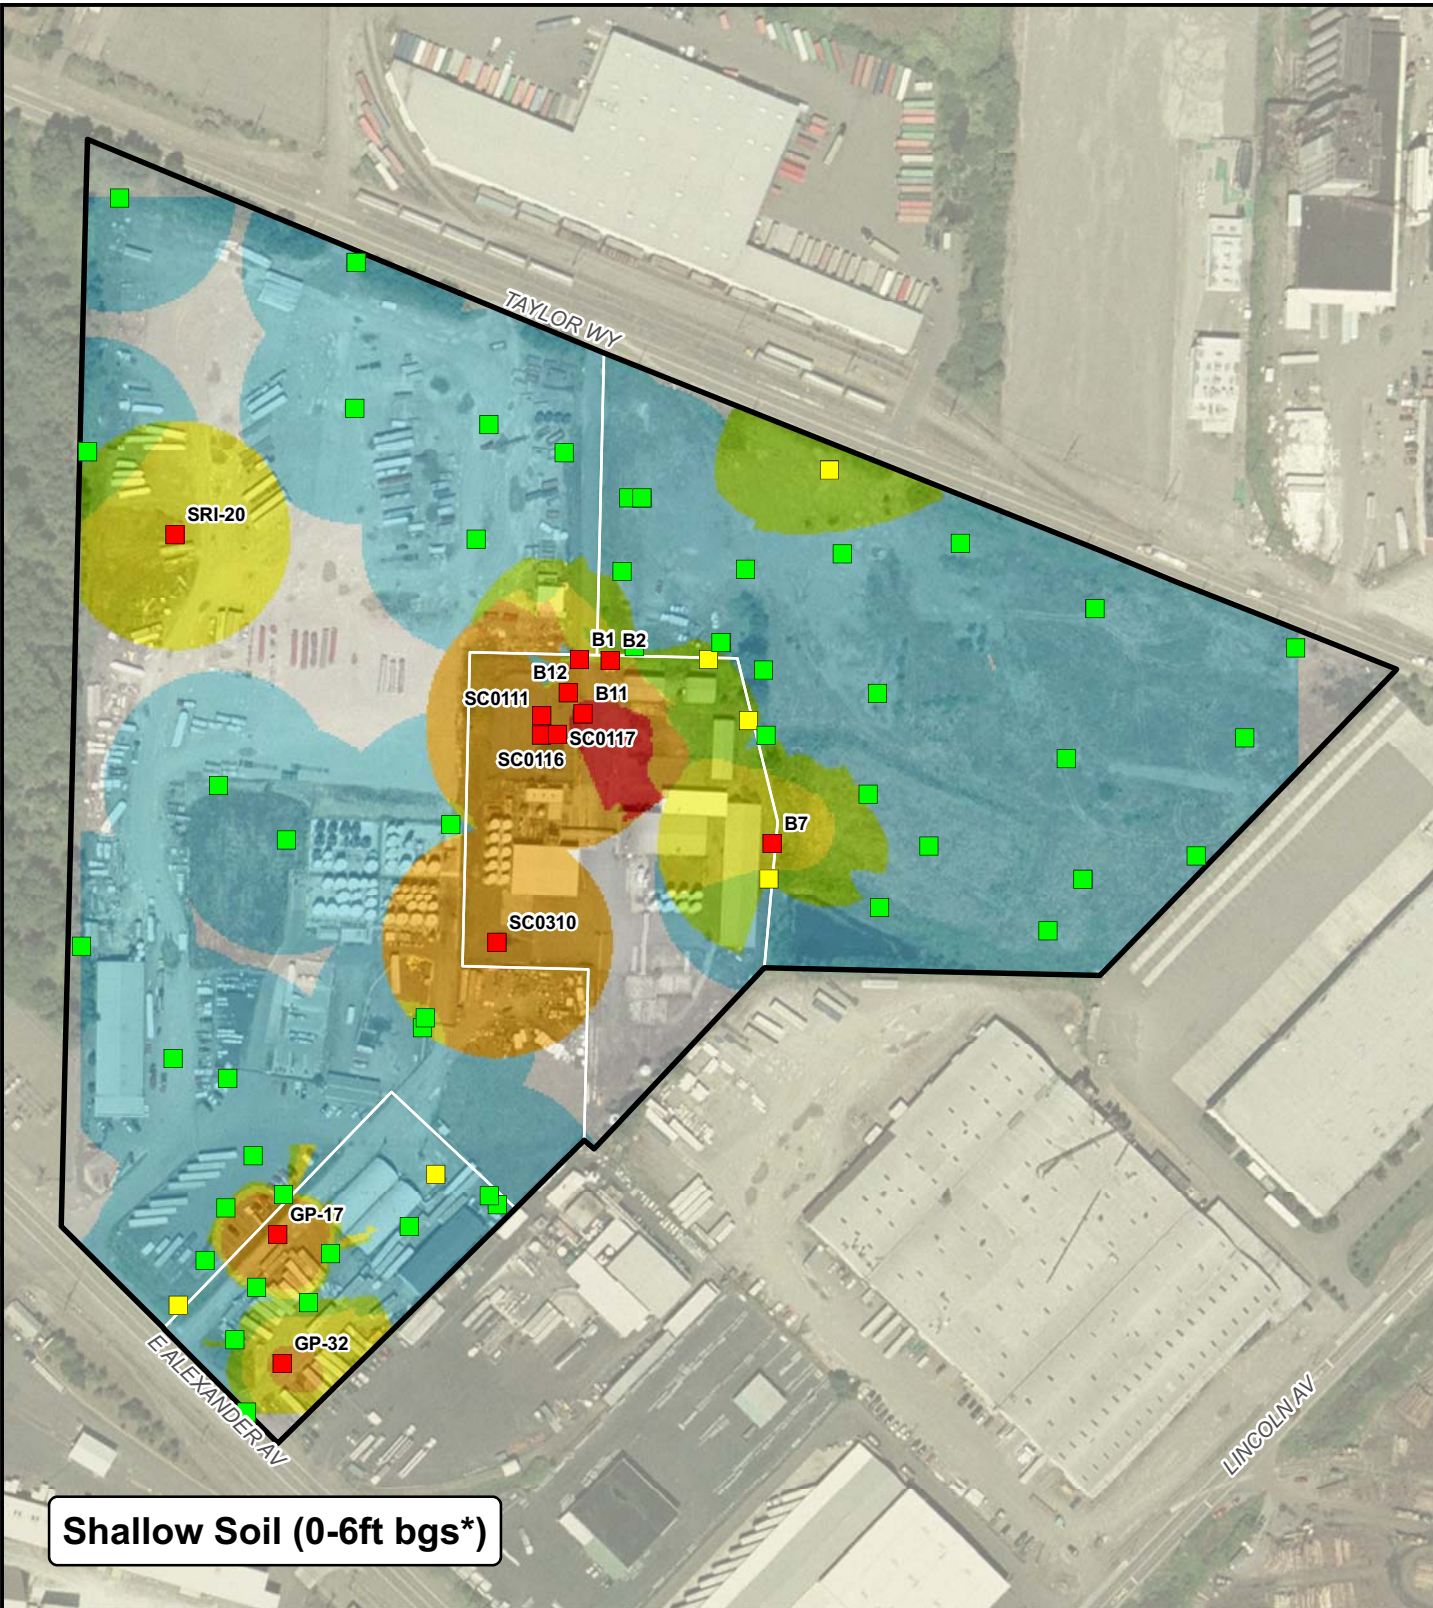 TAYLOR WY
SRI-20
B1
B2
B12
SC0111
B11
SC0117
SC0116
B7
SC0310
GP-17
GP-32
E ALEXANDER AV
LINCOLN AV
Shallow Soil (0-6ft bgs*)